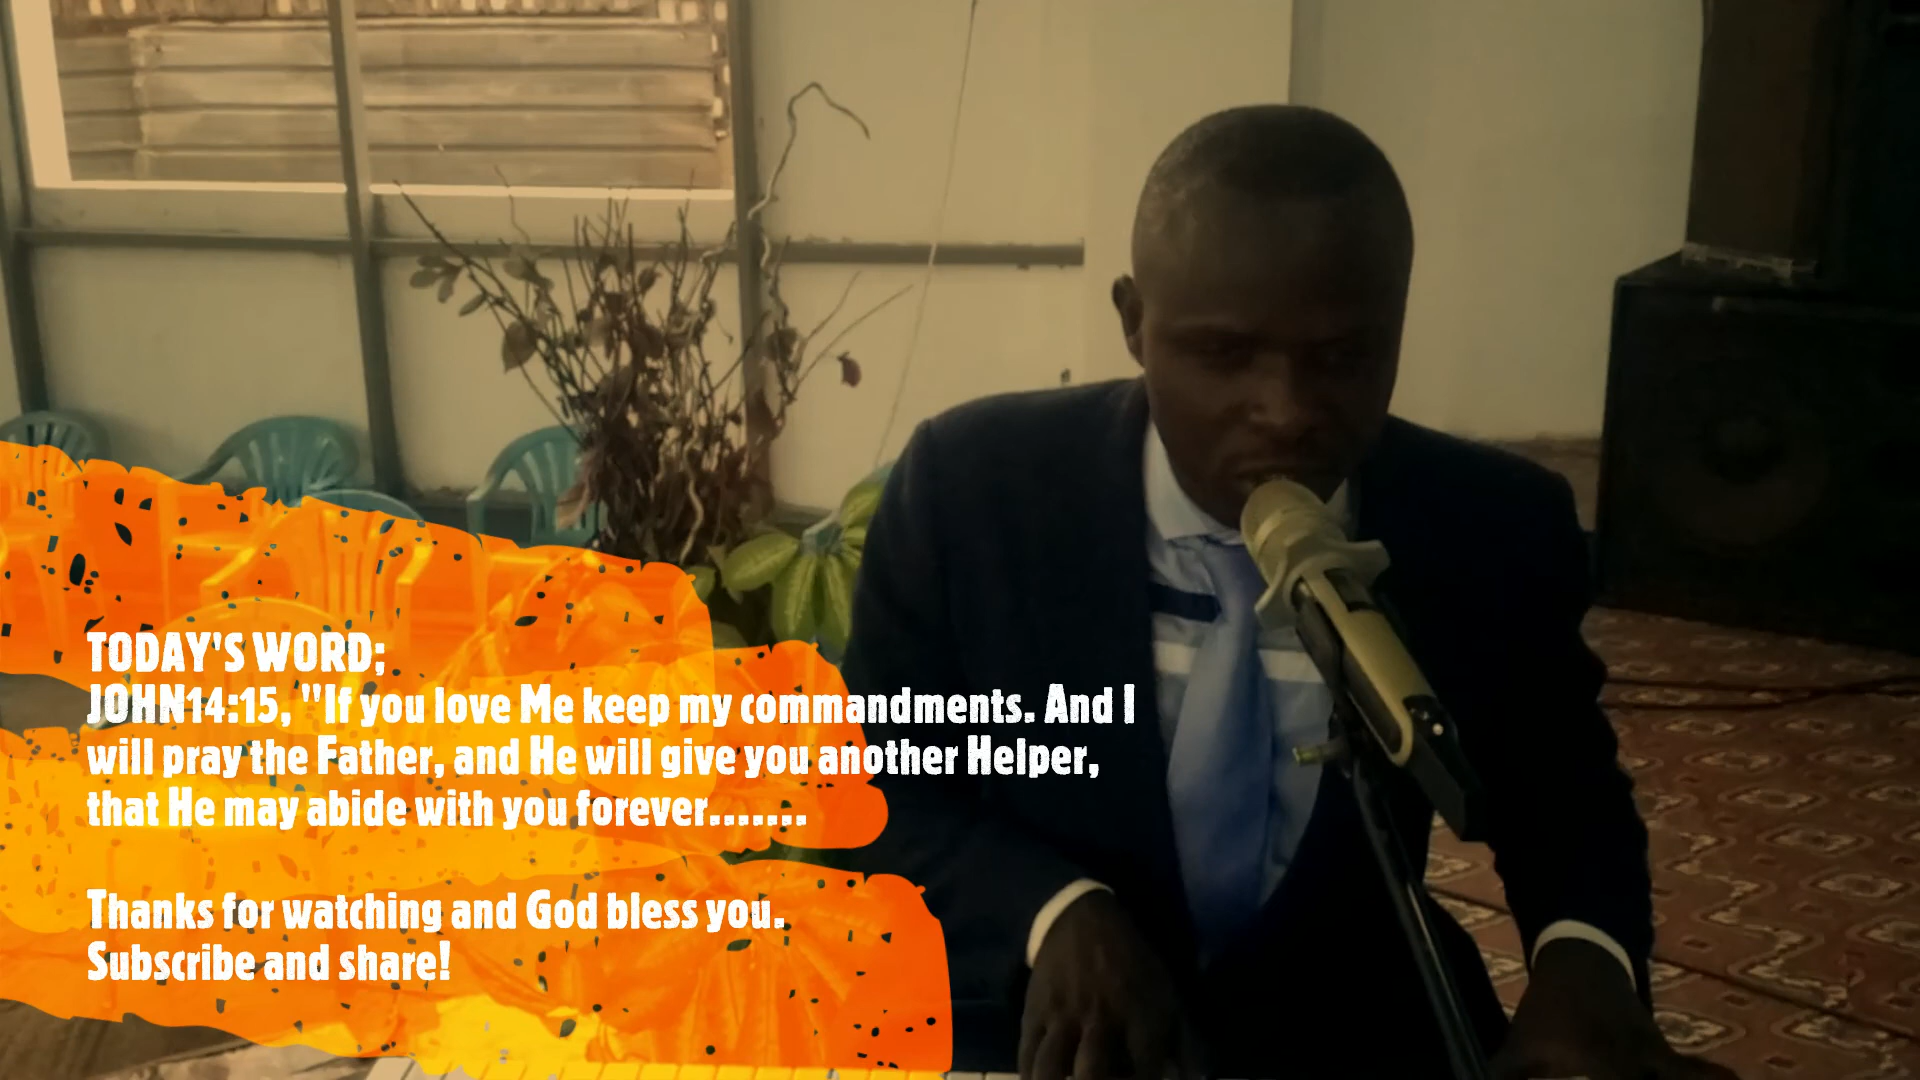 TODAY'S WORD;
JOHN14:15, "If you love Me keep my commandments. And I
will pray the Father, and He will give you another Helper,
that He may abide with you forever.......
Thanks for watching and God bless you.
Subscribe and share!